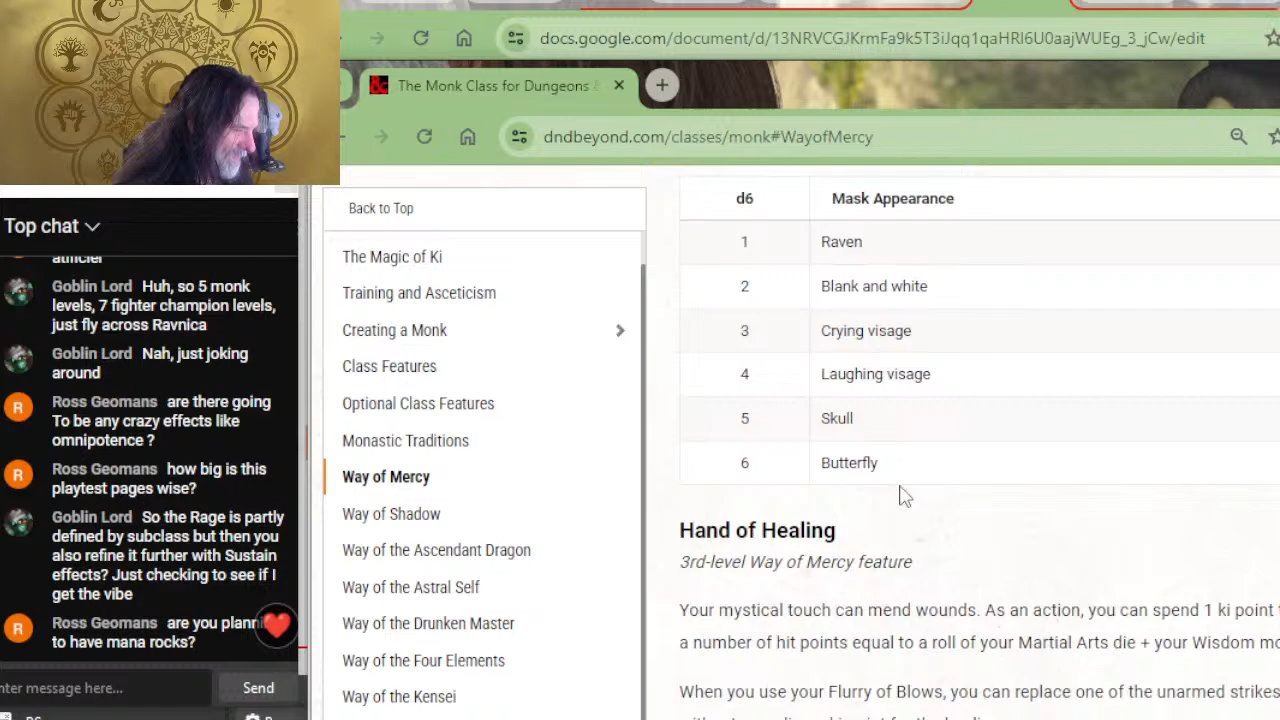 docs.google.com/document/d/13NRVCGJKrmFa9k5T3iJqq1qaHRI6U0aajWUEg_3_jCw/edit
The Monk Class for Dungeons &
dndbeyond.com/classes/monk#WayofMercy
Top chat
artificer
Goblin Lord Huh, so 5 monk
levels, 7 fighter champion levels,
just fly across Ravnica
Goblin Lord Nah, just joking
around
Ross Geomans are there going
To be any crazy effects like
omnipotence ?
Ross Geomans how big is this
playtest pages wise?
Goblin Lord So the Rage is partly
defined by subclass but then you
also refine it further with Sustain
effects? Just checking to see if I
get the vibe
Ross Geomans are you planni
to have mana rocks?
nter message here...
Send
Back to Top
The Magic of Ki
Training and Asceticism
Creating a Monk
Class Features
Optional Class Features
Monastic Traditions
Way of Mercy
Way of Shadow
Way of the Ascendant Dragon
Way of the Astral Self
Way of the Drunken Master
Way of the Four Elements
Way of the Kensei
d6 Mask Appearance
1 Raven
2 Blank and white
3 Crying visage
4 Laughing visage
5 Skull
6 Butterfly
Hand of Healing
3rd-level Way of Mercy feature
Your mystical touch can mend wounds. As an action, you can spend 1 ki point t
a number of hit points equal to a roll of your Martial Arts die + your Wisdom mo
When you use your Flurry of Blows, you can replace one of the unarmed strikes